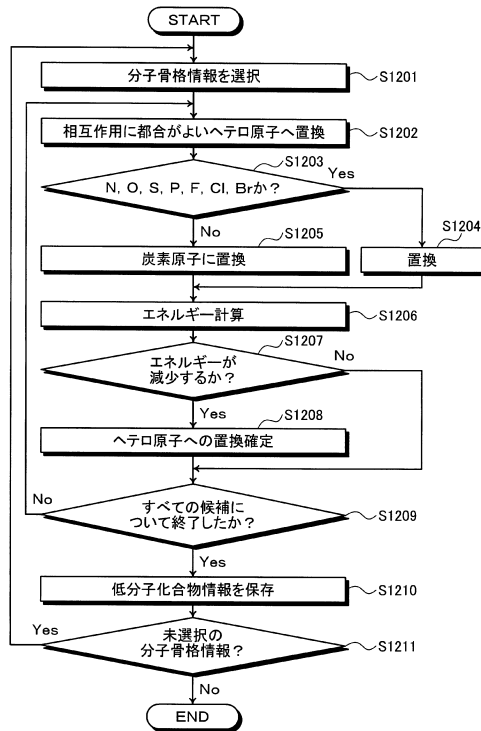 START
分子骨格情報を選択
S1201
相互作用に都合がよいヘテロ原子へ置換
S1202
S1203
N, O, S, P, F, Cl, Brか？
Yes
No
S1204
置換
S1205
炭素原子に置換
エネルギー計算
S1206
S1207
エネルギーが
減少するか？
No
Yes
S1208
ヘテロ原子への置換確定
No
すべての候補に
ついて終了したか？
S1209
Yes
低分子化合物情報を保存
S1210
Yes
未選択の
分子骨格情報？
S1211
No
END